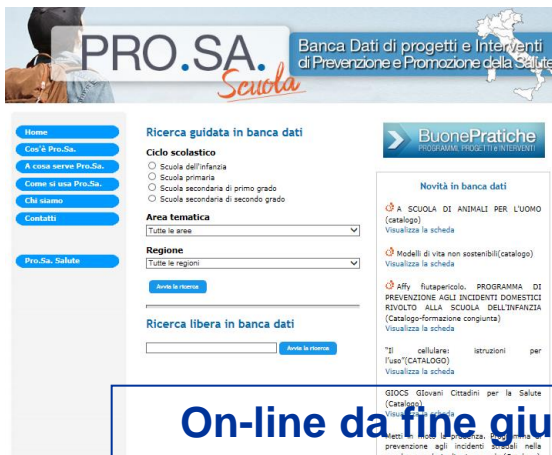 PRO.SA.
Scuola
Banca Dati di progetti e Interventi
di Prevenzione e Promozione della Salute
Home
Cos'è Pro.Sa.
A cosa serve Pro.Sa.
Come si usa Pro.Sa.
Chi siamo
Contatti
Pro.Sa. Salute
Ricerca guidata in banca dati
Ciclo scolastico
Scuola dell'infanzia
Scuola primaria
Scuola secondaria di primo grado
Scuola secondaria di secondo grado
Area tematica
Tutte le aree
Regione
Tutte le regioni
Avvia la ricerca
Ricerca libera in banca dati
Avvia la ricerca
BuonePratiche
PROGRAMMI, PROGETTI e INTERVENTI
Novità in banca dati
A SCUOLA DI ANIMALI PER L'UOMO
(catalogo)
Visualizza la scheda
Modelli di vita non sostenibili(catalogo)
Visualizza la scheda
Affy fiutapericolo. PROGRAMMA DI
PREVENZIONE AGLI INCIDENTI DOMESTICI
RIVOLTO ALLA SCUOLA DELL'INFANZIA
(Catalogo-formazione congiunta)
Visualizza la scheda
"Il cellulare: istruzioni per
l'uso"(CATALOGO)
Visualizza la scheda
GIOCS GIovani Cittadini per la Salute
(Catalogo)
On-line da fine giu
prevenzione agli incidenti stradali nella